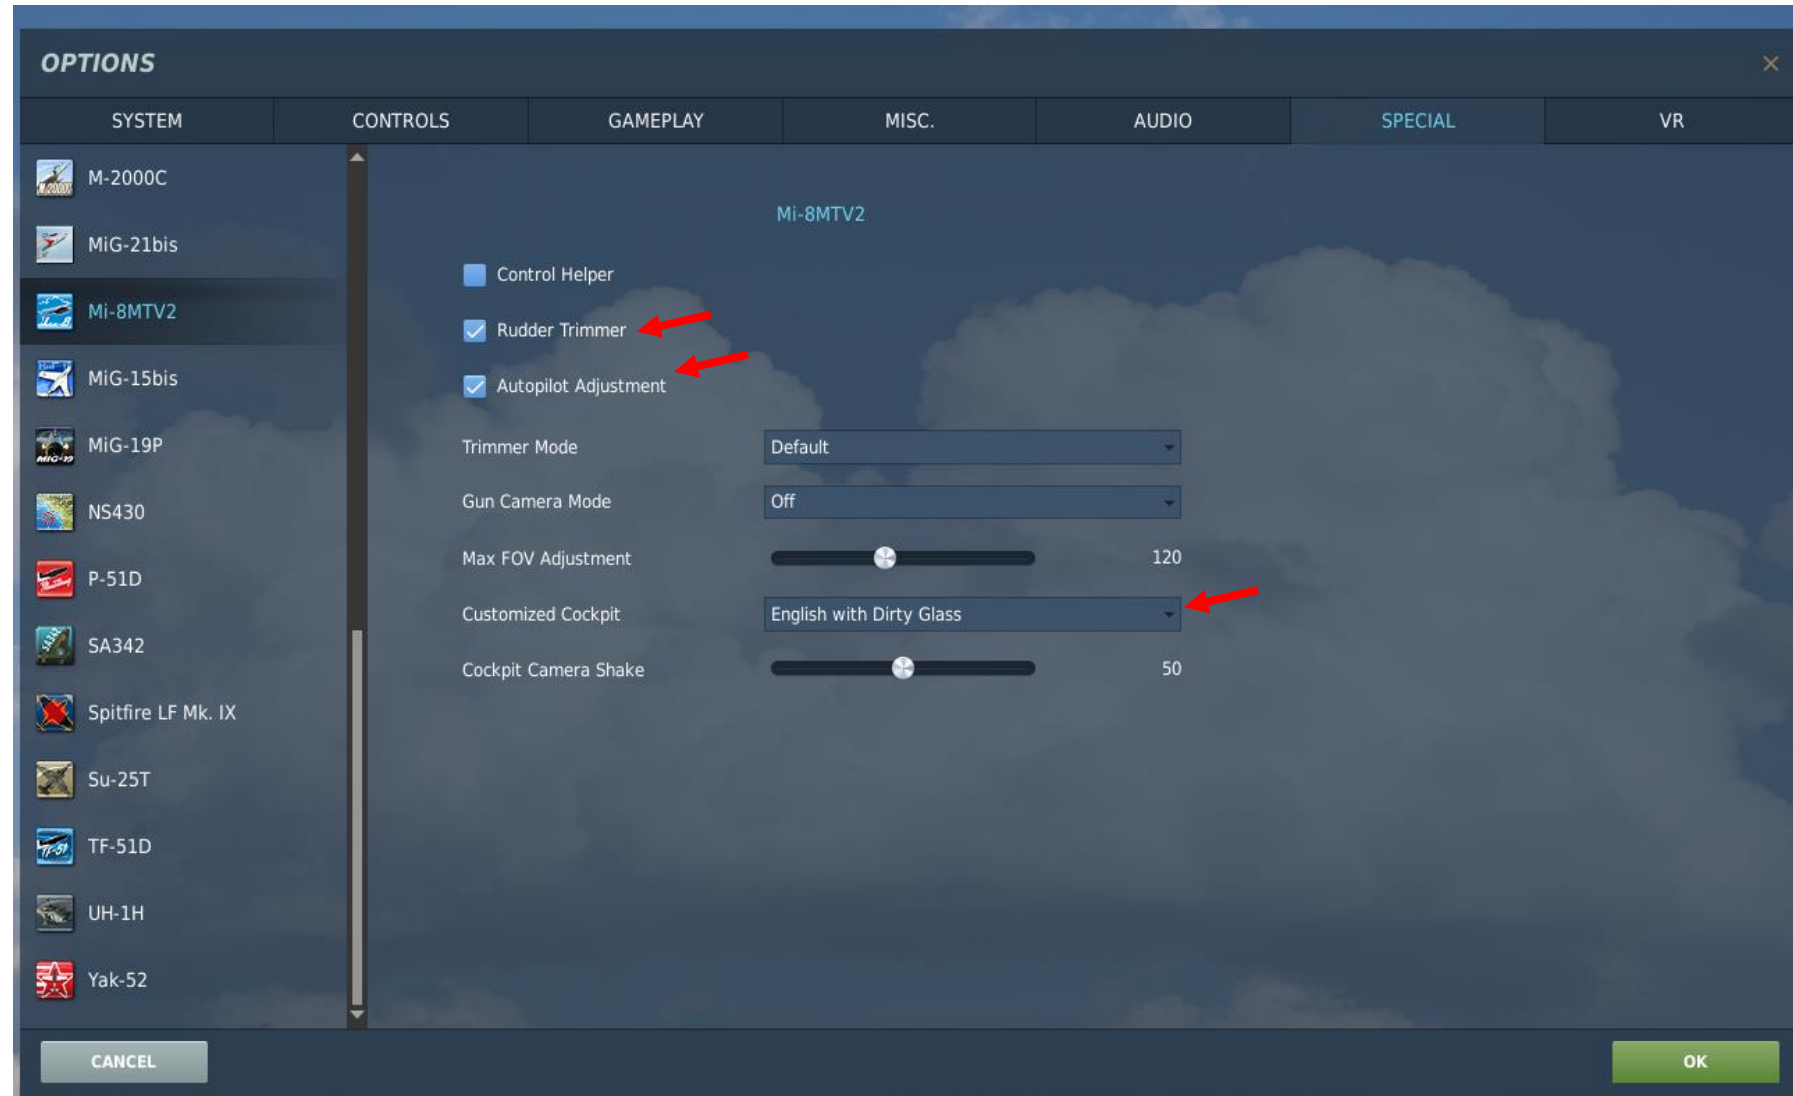 OPTIONS
SYSTEM CONTROLS GAMEPLAY MISC. AUDIO SPECIAL VR
M-2000C
MiG-21bis
Mi-8MTV2
MiG-15bis
MiG-19P
NS430
P-51D
SA342
Spitfire LF Mk. IX
Su-25T
TF-51D
UH-1H
Yak-52
Mi-8MTV2
Control Helper
Rudder Trimmer
Autopilot Adjustment
Trimmer Mode Default
Gun Camera Mode Off
Max FOV Adjustment 120
Customized Cockpit English with Dirty Glass
Cockpit Camera Shake 50
CANCEL OK